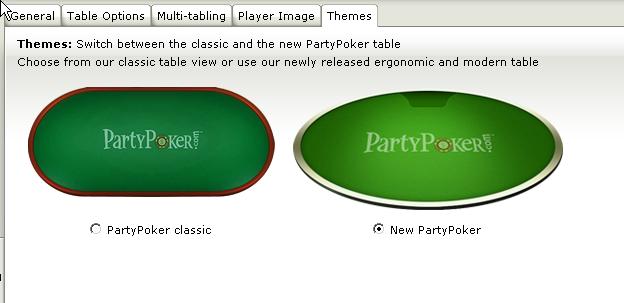 General Table Options Multi-tabling Player Image Themes
Themes: Switch between the classic and the new PartyPoker table
Choose from our classic table view or use our newly released ergonomic and modern table
PARTYPOKER.com PARTYPOKER.com
PartyPoker classic New PartyPoker